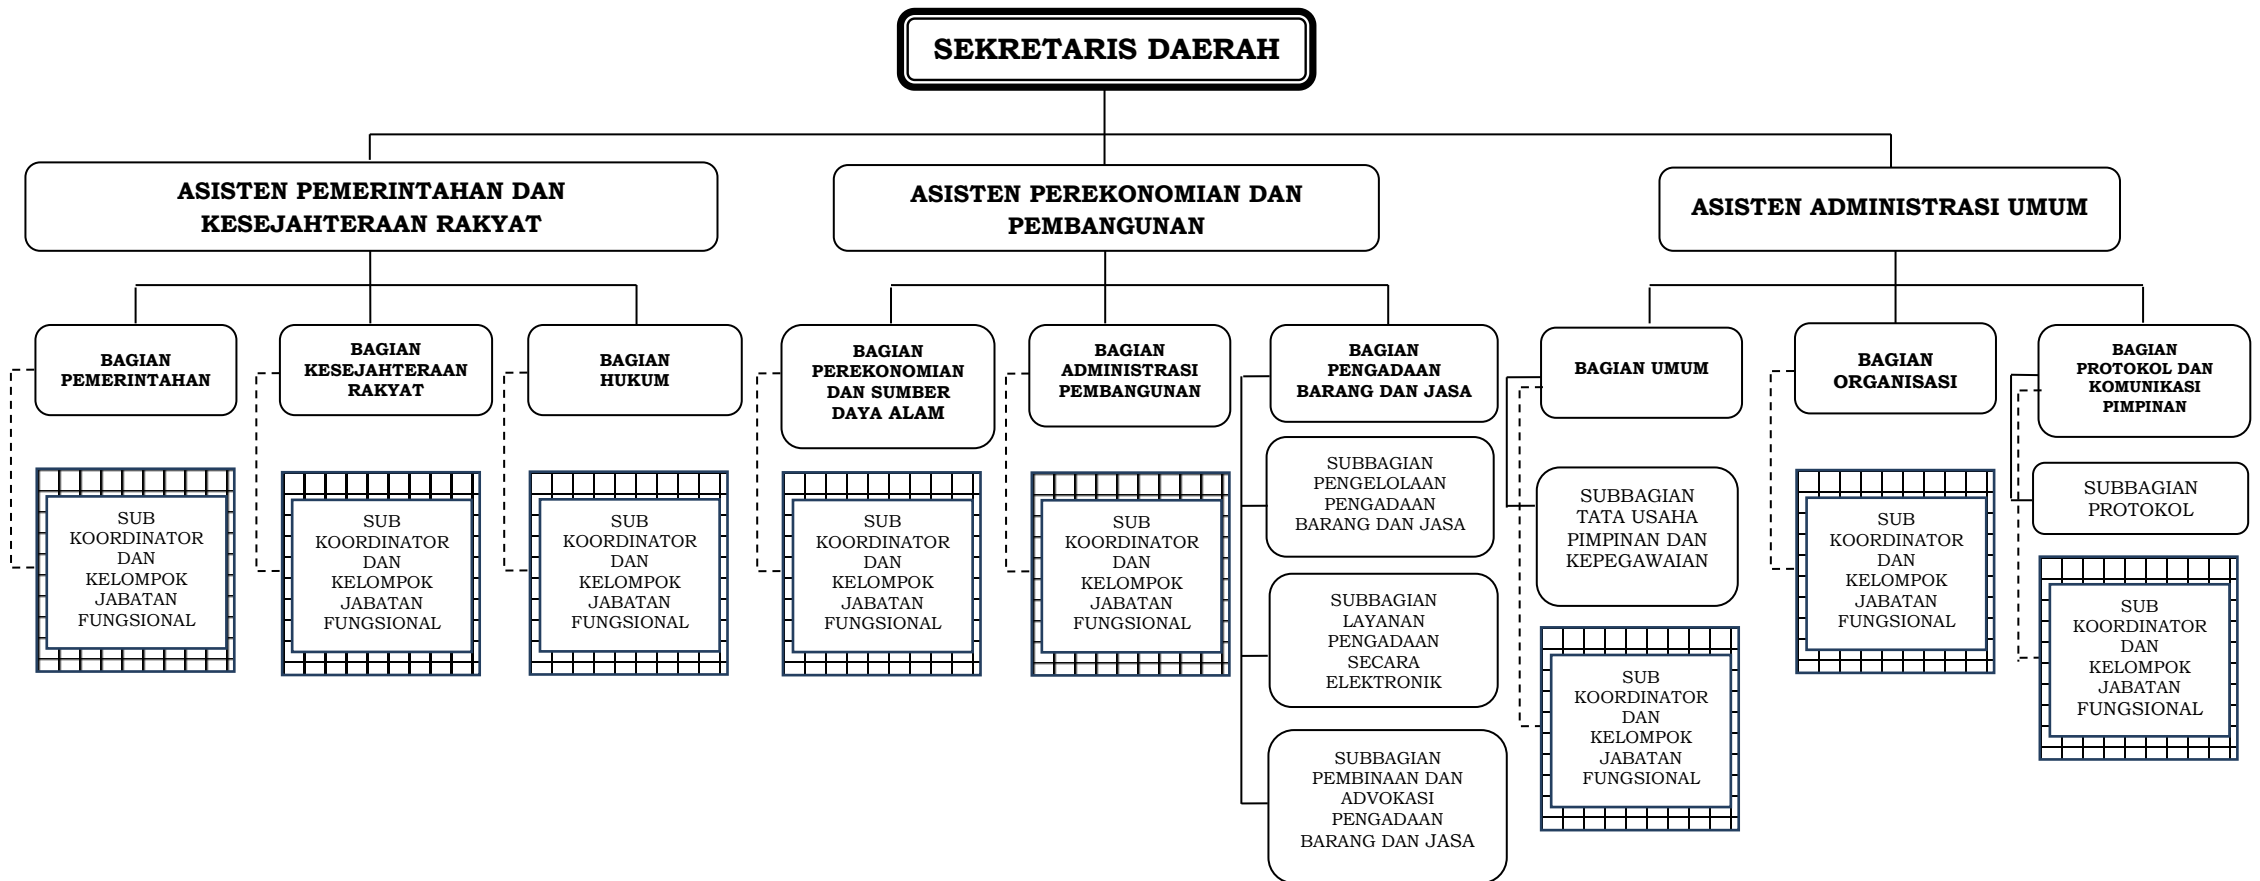 SEKRETARIS DAERAH
ASISTEN PEMERINTAHAN DAN
KESEJAHTERAAN RAKYAT
ASISTEN PEREKONOMIAN DAN
PEMBANGUNAN
ASISTEN ADMINISTRASI UMUM
BAGIAN
PEMERINTAHAN
BAGIAN
KESEJAHTERAAN
RAKYAT
BAGIAN
HUKUM
BAGIAN
PEREKONOMIAN
DAN SUMBER
DAYA ALAM
BAGIAN
ADMINISTRASI
PEMBANGUNAN
BAGIAN
PENGADAAN
BARANG DAN JASA
BAGIAN UMUM
BAGIAN
ORGANISASI
BAGIAN
PROTOKOL DAN
KOMUNIKASI
PIMPINAN
SUB
KOORDINATOR
DAN
KELOMPOK
JABATAN
FUNGSIONAL
SUB
KOORDINATOR
DAN
KELOMPOK
JABATAN
FUNGSIONAL
SUB
KOORDINATOR
DAN
KELOMPOK
JABATAN
FUNGSIONAL
SUB
KOORDINATOR
DAN
KELOMPOK
JABATAN
FUNGSIONAL
SUB
KOORDINATOR
DAN
KELOMPOK
JABATAN
FUNGSIONAL
SUBBAGIAN
PENGELOLAAN
PENGADAAN
BARANG DAN JASA
SUBBAGIAN
LAYANAN
PENGADAAN
SECARA
ELEKTRONIK
SUBBAGIAN
PEMBINAAN DAN
ADVOKASI
PENGADAAN
BARANG DAN JASA
SUBBAGIAN
TATA USAHA
PIMPINAN DAN
KEPEGAWAIAN
SUB
KOORDINATOR
DAN
KELOMPOK
JABATAN
FUNGSIONAL
SUB
KOORDINATOR
DAN
KELOMPOK
JABATAN
FUNGSIONAL
SUBBAGIAN
PROTOKOL
SUB
KOORDINATOR
DAN
KELOMPOK
JABATAN
FUNGSIONAL